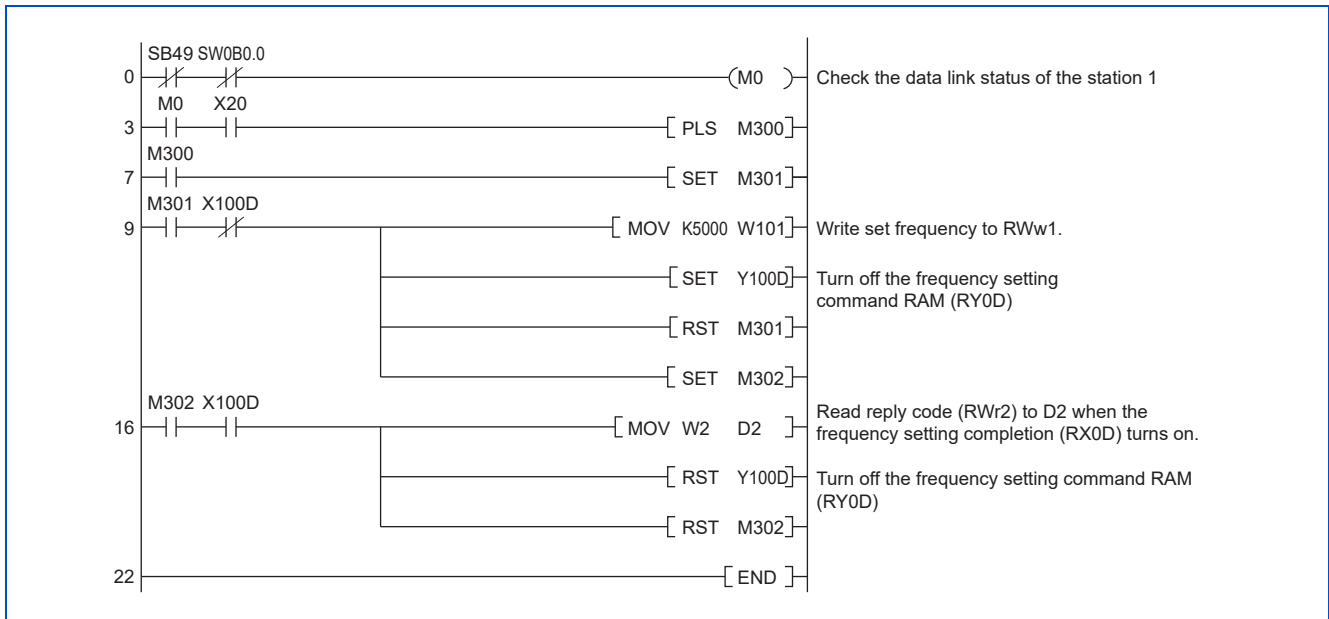 SB49 SW0B0.0
0 (M0 ) Check the data link status of the station 1
M0 X20
3 [ PLS M300]
M300
7 [ SET M301]
M301 X100D
9 [ MOV K5000 W101] Write set frequency to RWw1.
[ SET Y100D] Turn off the frequency setting
command RAM (RY0D)
[ RST M301]
[ SET M302]
M302 X100D
Read reply code (RWr2) to D2 when the
16 [ MOV W2 D2 ] frequency setting completion (RX0D) turns on.
[ RST Y100D] Turn off the frequency setting command RAM
(RY0D)
[ RST M302]
22 [ END ]